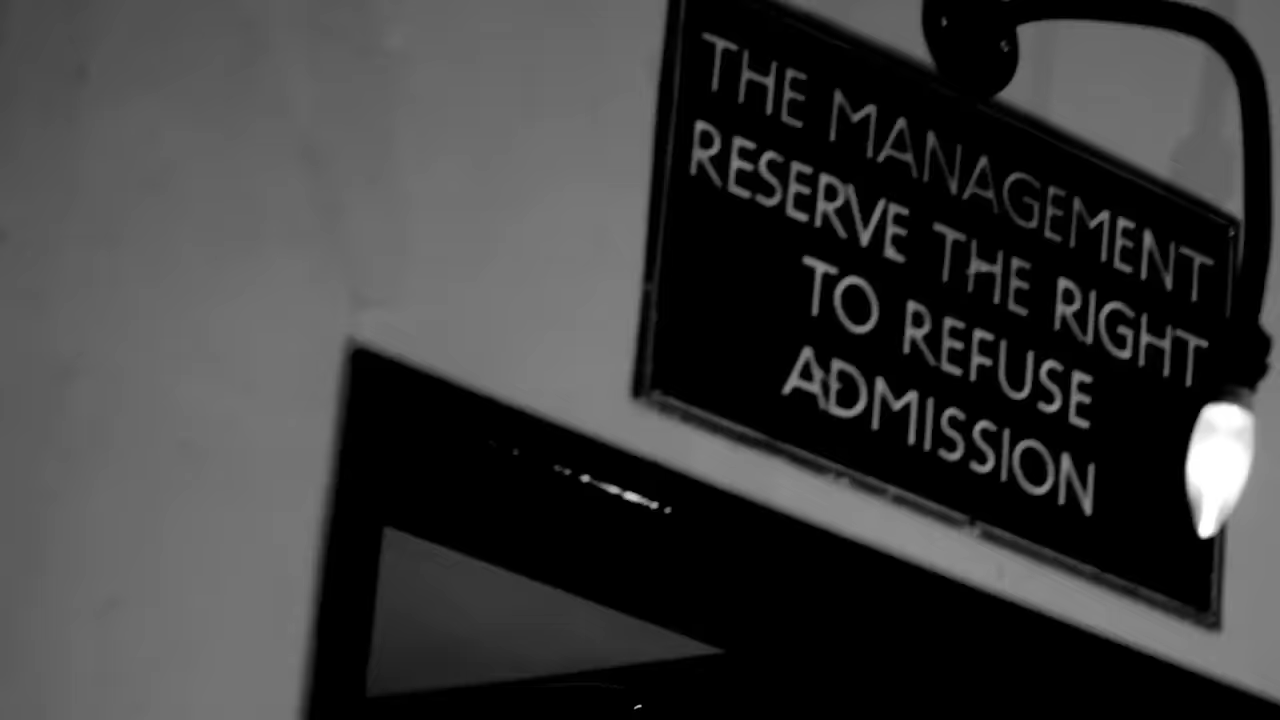 THE MANAGEMENT
RESERVE THE RIGHT
TO REFUSE
ADMISSION